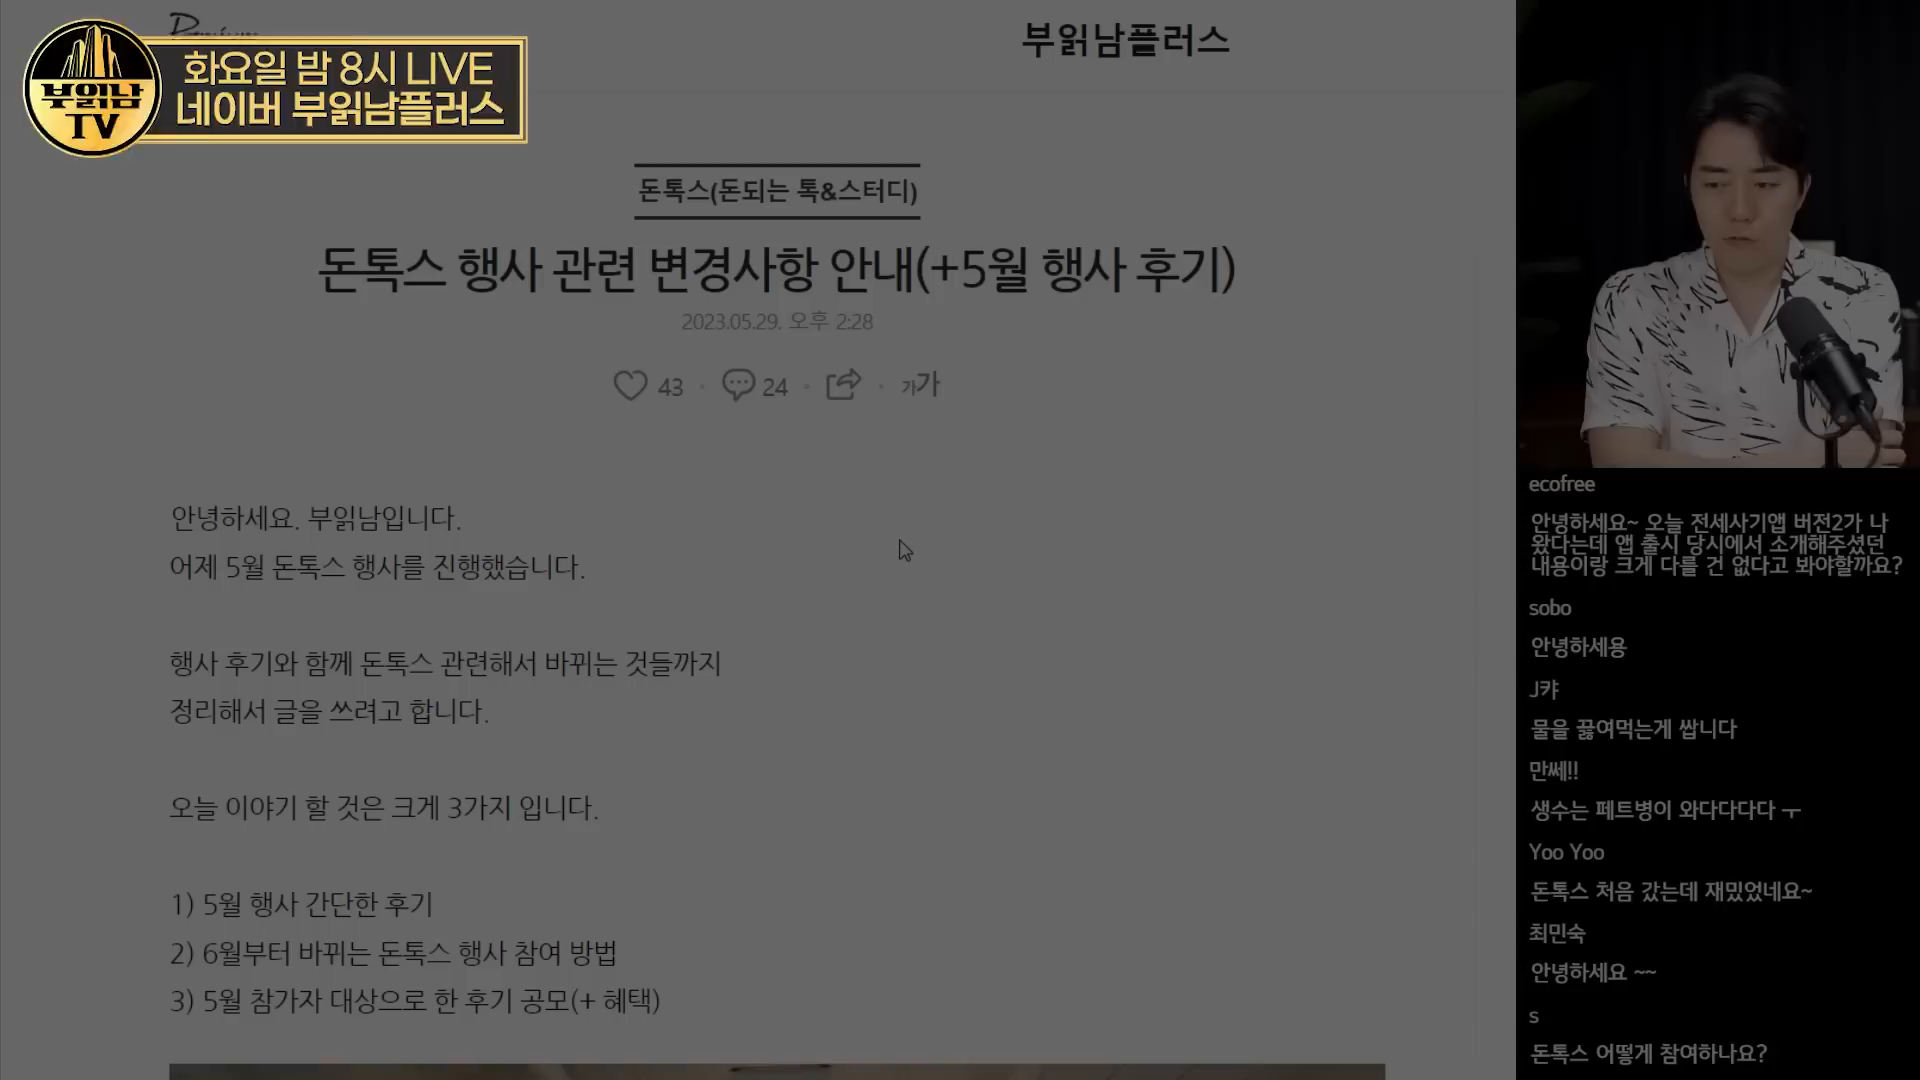 부읽남
TV
화요일 밤 8시 LIVE
네이버 부읽남플러스
부읽남플러스
돈톡스(돈되는 톡&스터디)
돈톡스 행사 관련 변경사항 안내(+5월 행사 후기)
2023.05.29. 오후 2:28
43 · 24 · · 가가
안녕하세요. 부읽남입니다.
어제 5월 돈톡스 행사를 진행했습니다.
행사 후기와 함께 돈톡스 관련해서 바뀌는 것들까지
정리해서 글을 쓰려고 합니다.
오늘 이야기 할 것은 크게 3가지 입니다.
1) 5월 행사 간단한 후기
2) 6월부터 바뀌는 돈톡스 행사 참여 방법
3) 5월 참가자 대상으로 한 후기 공모(+ 혜택)
ecofree
안녕하세요~ 오늘 전세사기앱 버전2가 나
왔다는데 앱 출시 당시에서 소개해주셨던
내용이랑 크게 다를 건 없다고 봐야할까요?
sobo
안녕하세용
J캬
물을 끓여먹는게 쌉니다
만쎄!!
생수는 페트병이 와다다다다 ㅜ
Yoo Yoo
돈톡스 처음 갔는데 재밌었네요~
최민숙
안녕하세요 ~~
s
돈톡스 어떻게 참여하나요?